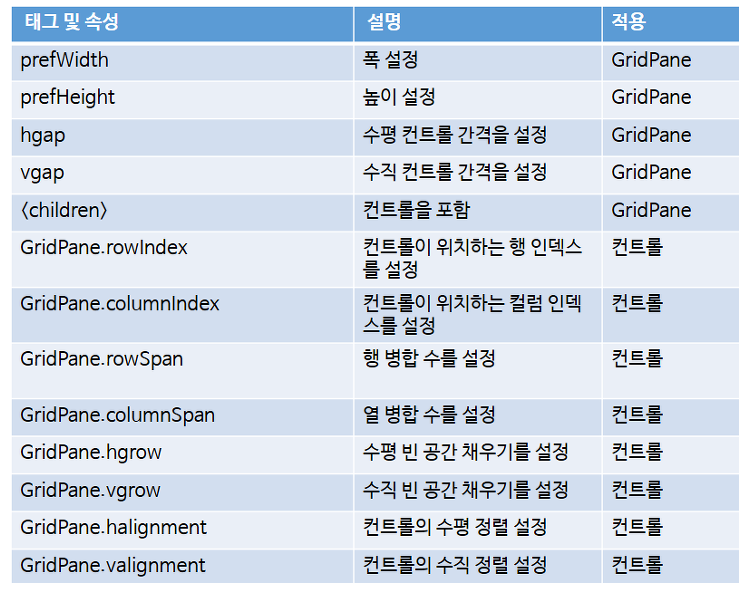 태그 및 속성 설명 적용
prefWidth 폭 설정 GridPane
prefHeight 높이 설정 GridPane
hgap 수평 컨트롤 간격을 설정 GridPane
vgap 수직 컨트롤 간격을 설정 GridPane
〈children〉 컨트롤을 포함 GridPane
GridPane.rowIndex 컨트롤이 위치하는 행 인덱스 컨트롤
를 설정
GridPane.columnIndex 컨트롤이 위치하는 컬럼 인덱 컨트롤
스를 설정
GridPane.rowSpan 행 병합 수를 설정 컨트롤
GridPane.columnSpan 열 병합 수를 설정 컨트롤
GridPane.hgrow 수평 빈 공간 채우기를 설정 컨트롤
GridPane.vgrow 수직 빈 공간 채우기를 설정 컨트롤
GridPane.halignment 컨트롤의 수평 정렬 설정 컨트롤
GridPane.valignment 컨트롤의 수직 정렬 설정 컨트롤